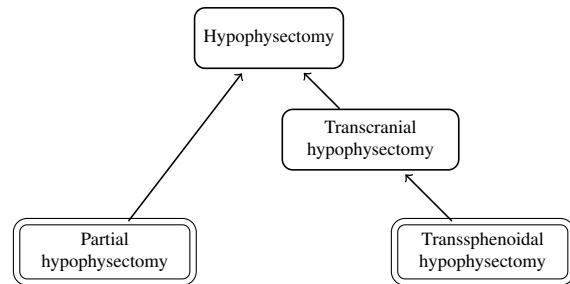 Hypophysectomy
Transcranial
hypophysectomy
Partial
hypophysectomy
Transsphenoidal
hypophysectomy